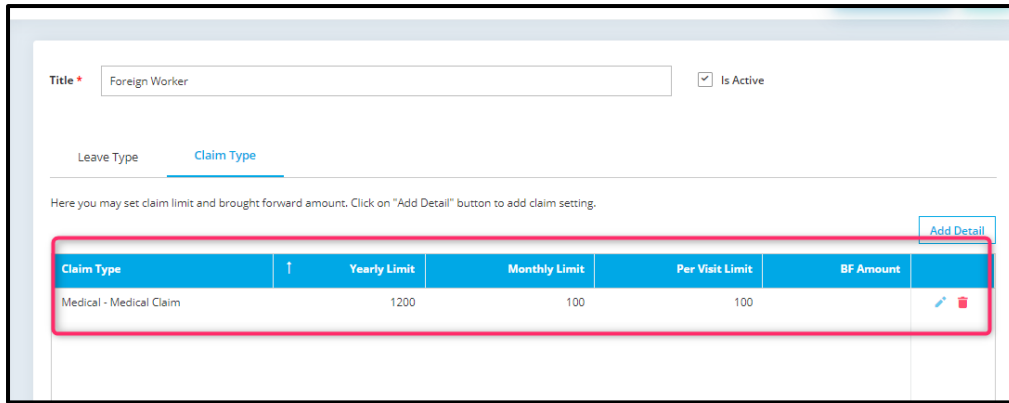 Title * Foreign Worker Is Active
Leave Type Claim Type
Here you may set claim limit and brought forward amount. Click on "Add Detail" button to add claim setting.
Add Detail
Claim Type ↑ Yearly Limit Monthly Limit Per Visit Limit BF Amount
Medical - Medical Claim 1200 100 100